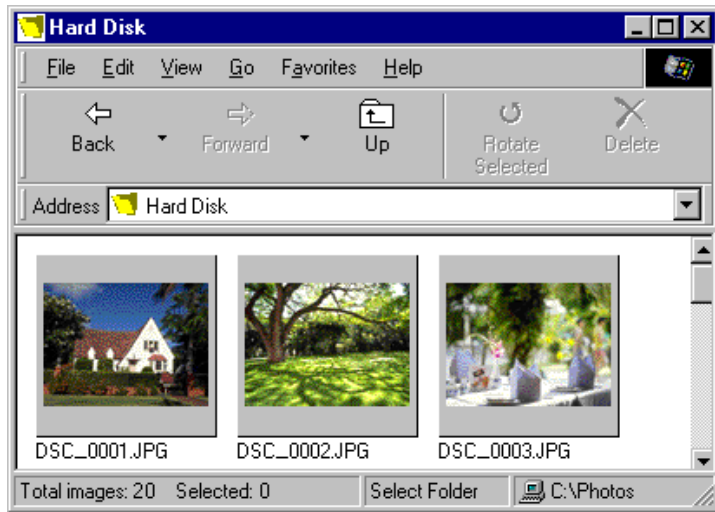 Hard Disk
File Edit View Go Favorites Help
Back Forward Up Rotate Selected Delete
Address Hard Disk
DSC_0001.JPG DSC_0002.JPG DSC_0003.JPG
Total images: 20 Selected: 0 Select Folder C:\Photos